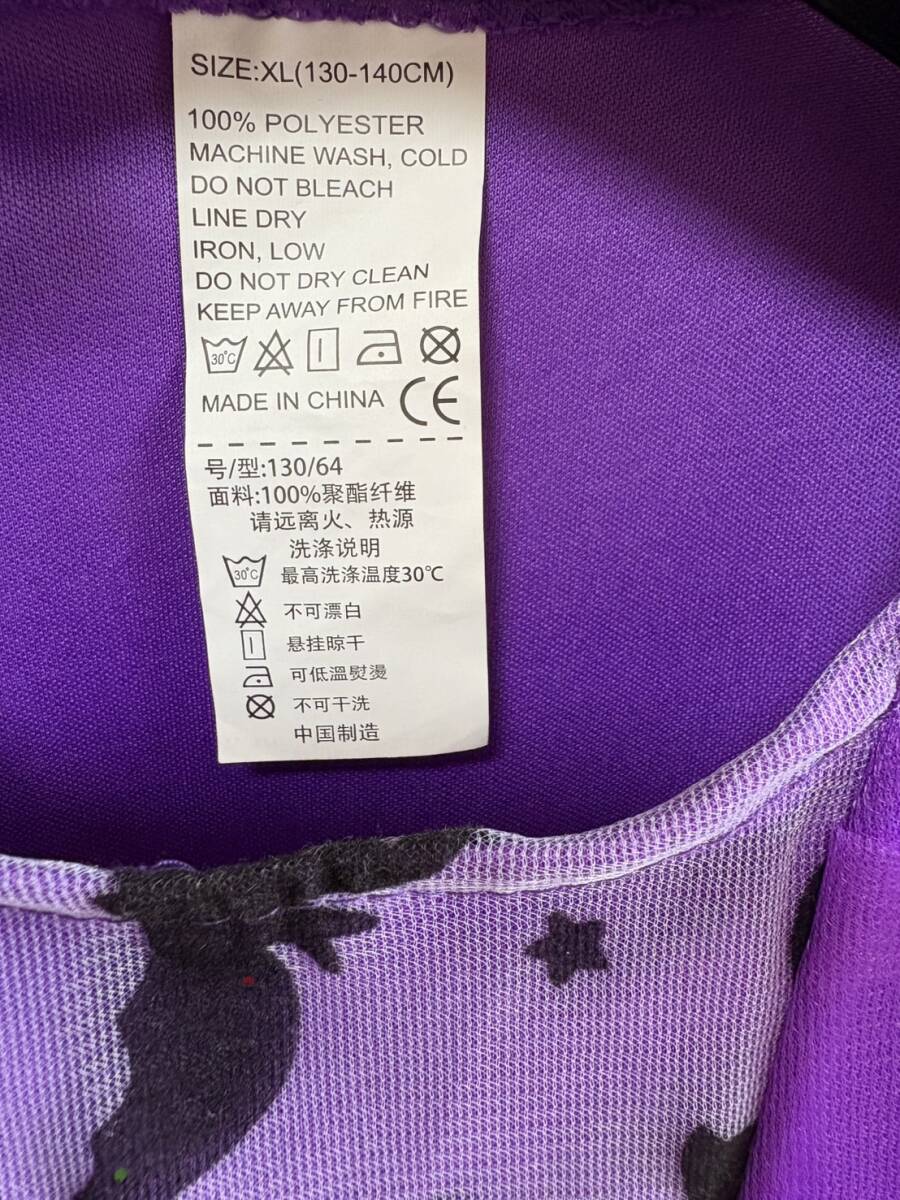 SIZE:XL(130-140CM)
100% POLYESTER
MACHINE WASH, COLD
DO NOT BLEACH
LINE DRY
IRON, LOW
DO NOT DRY CLEAN
KEEP AWAY FROM FIRE
30°C
MADE IN CHINA CE
号/型:130/64
面料:100%聚酯纤维
请远离火、热源
洗涤说明
30°C 最高洗涤温度30℃
不可漂白
悬挂晾干
可低溫熨燙
不可干洗
中国制造